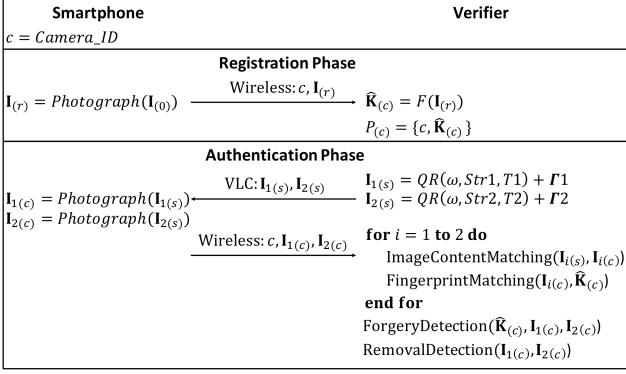 Smartphone Verifier
c = Camera_ID
Registration Phase
Wireless: c, I(r)
I(r) = Photograph(I(0)) K̂(c) = F(I(r))
P(c) = {c, K̂(c)}
Authentication Phase
VLC: I1(s), I2(s) I1(s) = QR(ω, Str1, T1) + Γ1
I1(c) = Photograph(I1(s)) I2(s) = QR(ω, Str2, T2) + Γ2
I2(c) = Photograph(I2(s))
Wireless: c, I1(c), I2(c) for i = 1 to 2 do
ImageContentMatching(Ii(s), Ii(c))
FingerprintMatching(Ii(c), K̂(c))
end for
ForgeryDetection(K̂(c), I1(c), I2(c))
RemovalDetection(I1(c), I2(c))